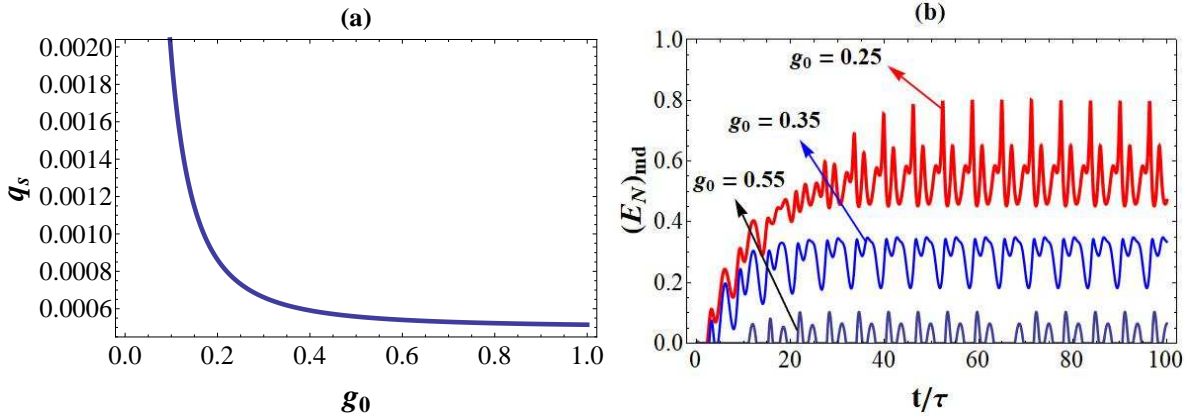 (a)
q_s
0.0020
0.0018
0.0016
0.0014
0.0012
0.0010
0.0008
0.0006
0.0 0.2 0.4 0.6 0.8 1.0
g_0
(b)
(E_N)_md
1.0
0.8
0.6
0.4
0.2
0.0
g_0 = 0.25
g_0 = 0.35
g_0 = 0.55
0 20 40 60 80 100
t/τ